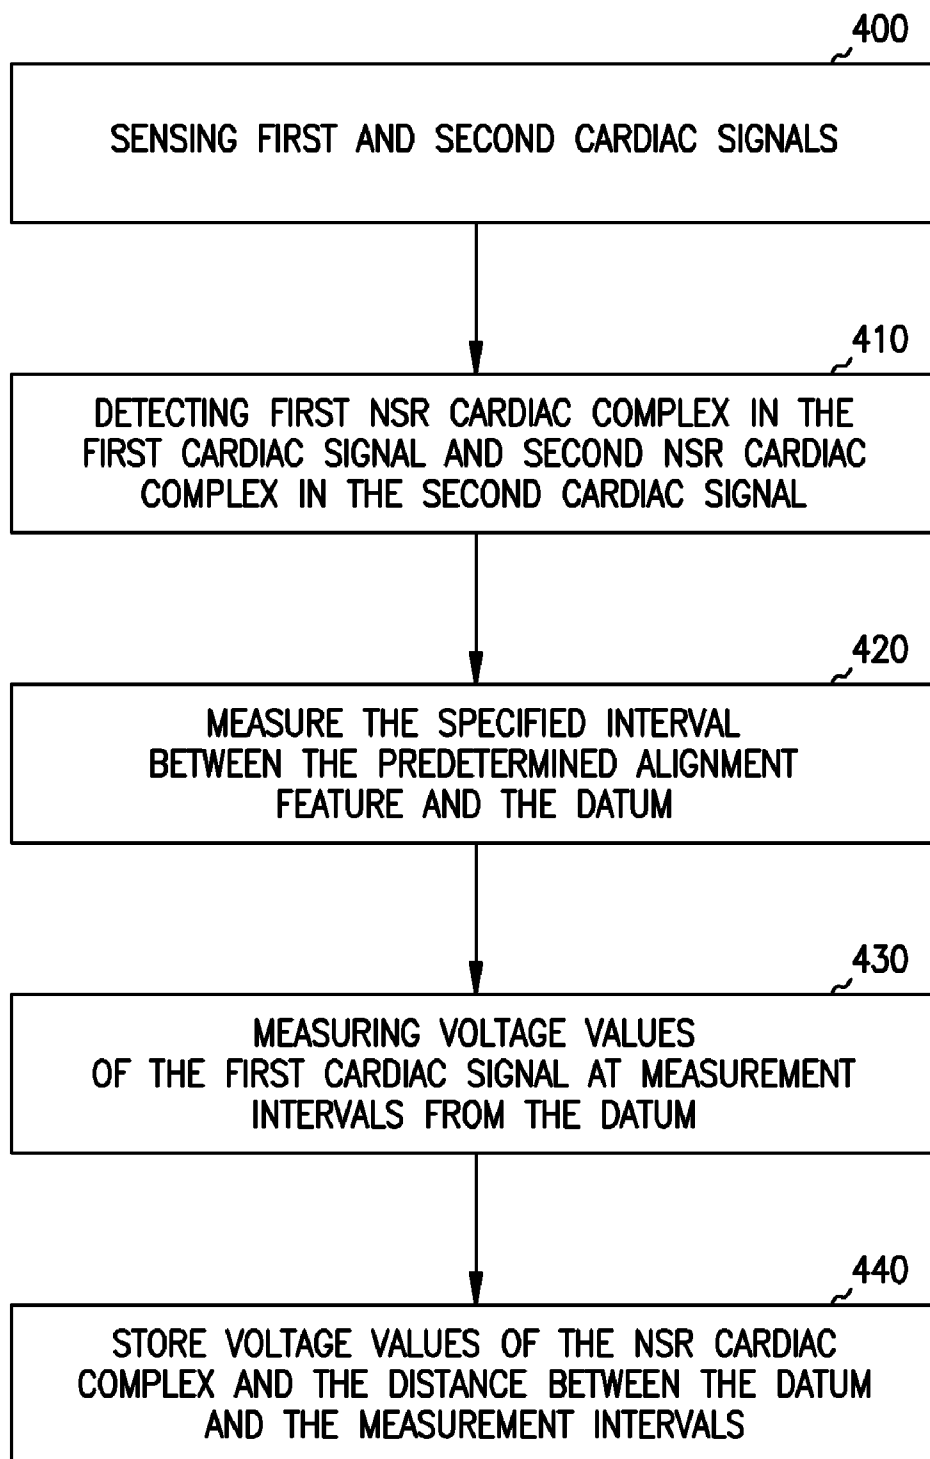 400
SENSING FIRST AND SECOND CARDIAC SIGNALS
410
DETECTING FIRST NSR CARDIAC COMPLEX IN THE
FIRST CARDIAC SIGNAL AND SECOND NSR CARDIAC
COMPLEX IN THE SECOND CARDIAC SIGNAL
420
MEASURE THE SPECIFIED INTERVAL
BETWEEN THE PREDETERMINED ALIGNMENT
FEATURE AND THE DATUM
430
MEASURING VOLTAGE VALUES
OF THE FIRST CARDIAC SIGNAL AT MEASUREMENT
INTERVALS FROM THE DATUM
440
STORE VOLTAGE VALUES OF THE NSR CARDIAC
COMPLEX AND THE DISTANCE BETWEEN THE DATUM
AND THE MEASUREMENT INTERVALS